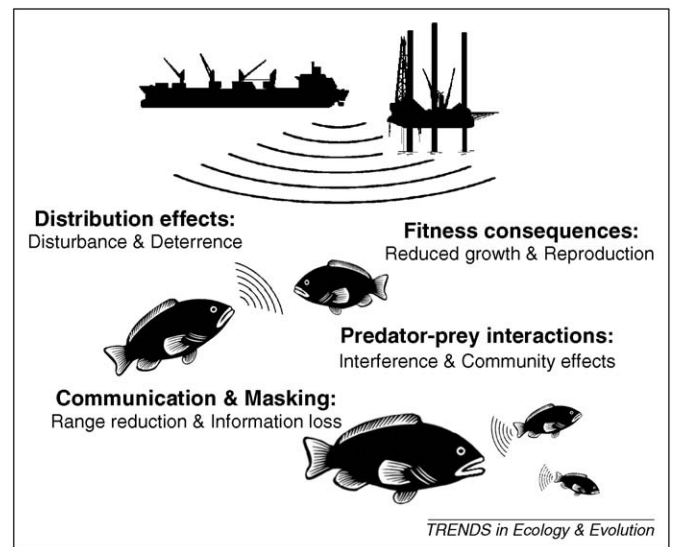 Distribution effects:
Disturbance & Deterrence
Fitness consequences:
Reduced growth & Reproduction
Predator-prey interactions:
Interference & Community effects
Communication & Masking:
Range reduction & Information loss
TRENDS in Ecology & Evolution